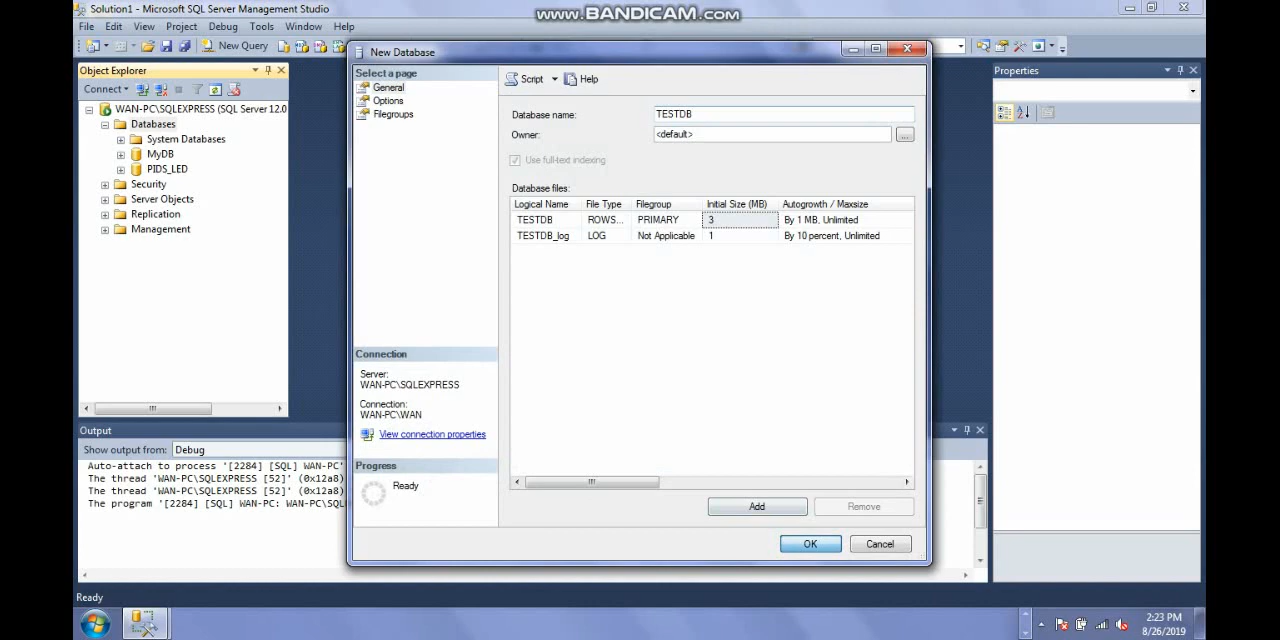 Solution1 - Microsoft SQL Server Management Studio
www.BANDICAM.com
File Edit View Project Debug Tools Window Help
New Query
New Database
Object Explorer
Connect
WAN-PC\SQLEXPRESS (SQL Server 12.0
Databases
System Databases
MyDB
PIDS_LED
Security
Server Objects
Replication
Management
Select a page
General
Options
Filegroups
Script Help
Database name: TESTDB
Owner: <default> ...
Use full-text indexing
Database files:
Logical Name File Type Filegroup Initial Size (MB) Autogrowth / Maxsize
TESTDB ROWS... PRIMARY 3 By 1 MB, Unlimited
TESTDB_log LOG Not Applicable 1 By 10 percent, Unlimited
Connection
Server:
WAN-PC\SQLEXPRESS
Connection:
WAN-PC\WAN
View connection properties
Progress
Ready
Add Remove
OK Cancel
Properties
Output
Show output from: Debug
Auto-attach to process '[2284] [SQL] WAN-PC'
The thread 'WAN-PC\SQLEXPRESS [52]' (0x12a8)
The thread 'WAN-PC\SQLEXPRESS [52]' (0x12a8)
The program '[2284] [SQL] WAN-PC: WAN-PC\SQL
Ready
2:23 PM
8/26/2019